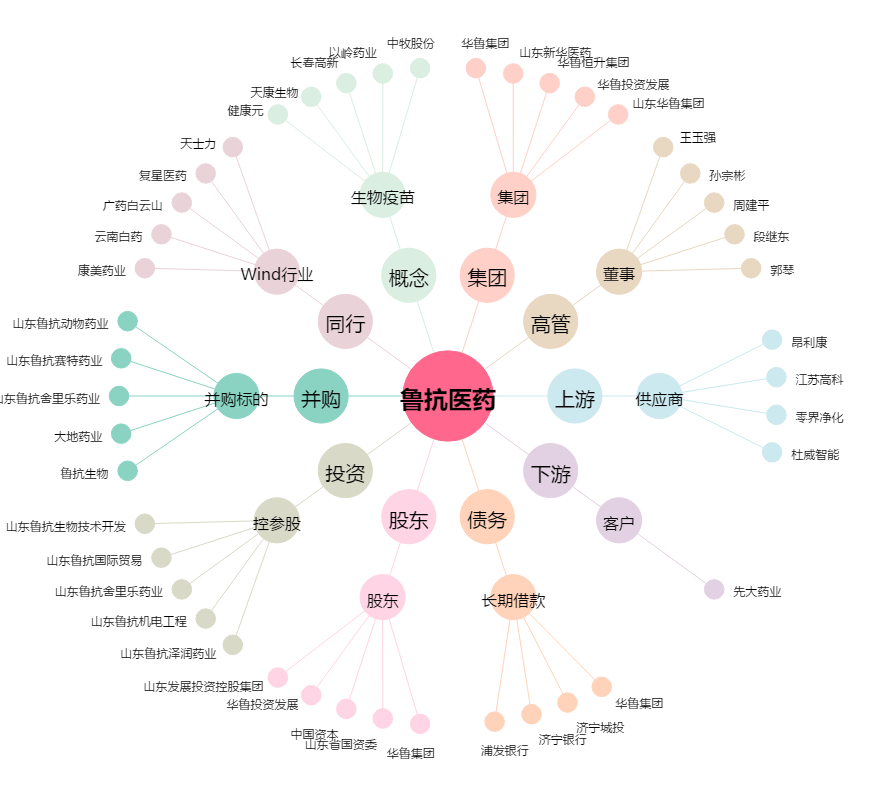 中牧股份
以岭药业
长春高新
天康生物
健康元
生物疫苗
概念
华鲁集团
山东新华医药
华鲁恒升集团
华鲁投资发展
山东华鲁集团
集团
集团
王玉强
孙宗彬
周建平
段继东
郭琴
董事
高管
天士力
复星医药
广药白云山
云南白药
康美药业
Wind行业
同行
山东鲁抗动物药业
山东鲁抗赛特药业
山东鲁抗舍里乐药业
大地药业
鲁抗生物
并购标的
并购
鲁抗医药
上游
供应商
昂利康
江苏高科
零界净化
杜威智能
下游
客户
先大药业
投资
控参股
山东鲁抗生物技术开发
山东鲁抗国际贸易
山东鲁抗舍里乐药业
山东鲁抗机电工程
山东鲁抗泽润药业
股东
股东
山东发展投资控股集团
华鲁投资发展
中国资本
山东省国资委
华鲁集团
债务
长期借款
华鲁集团
济宁城投
济宁银行
浦发银行